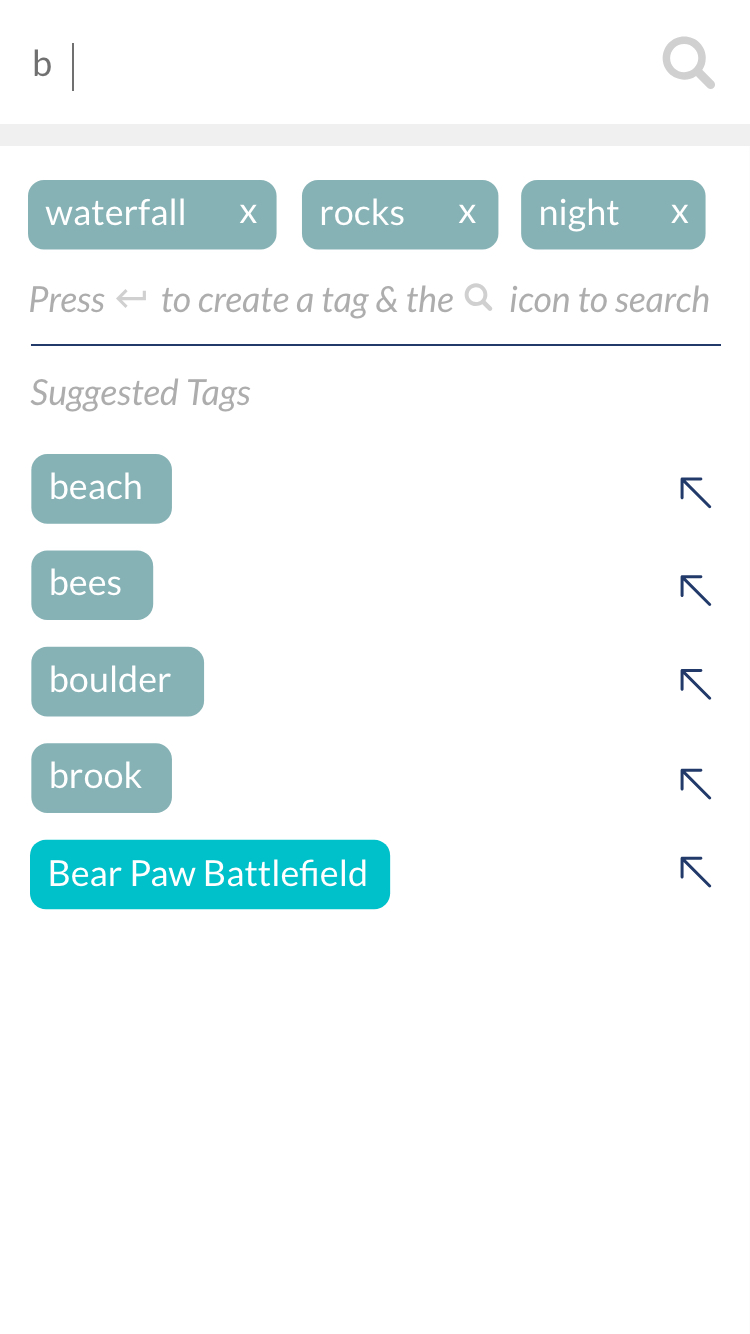 b
waterfall x rocks x night x
Press to create a tag & the icon to search
Suggested Tags
beach
bees
boulder
brook
Bear Paw Battlefield